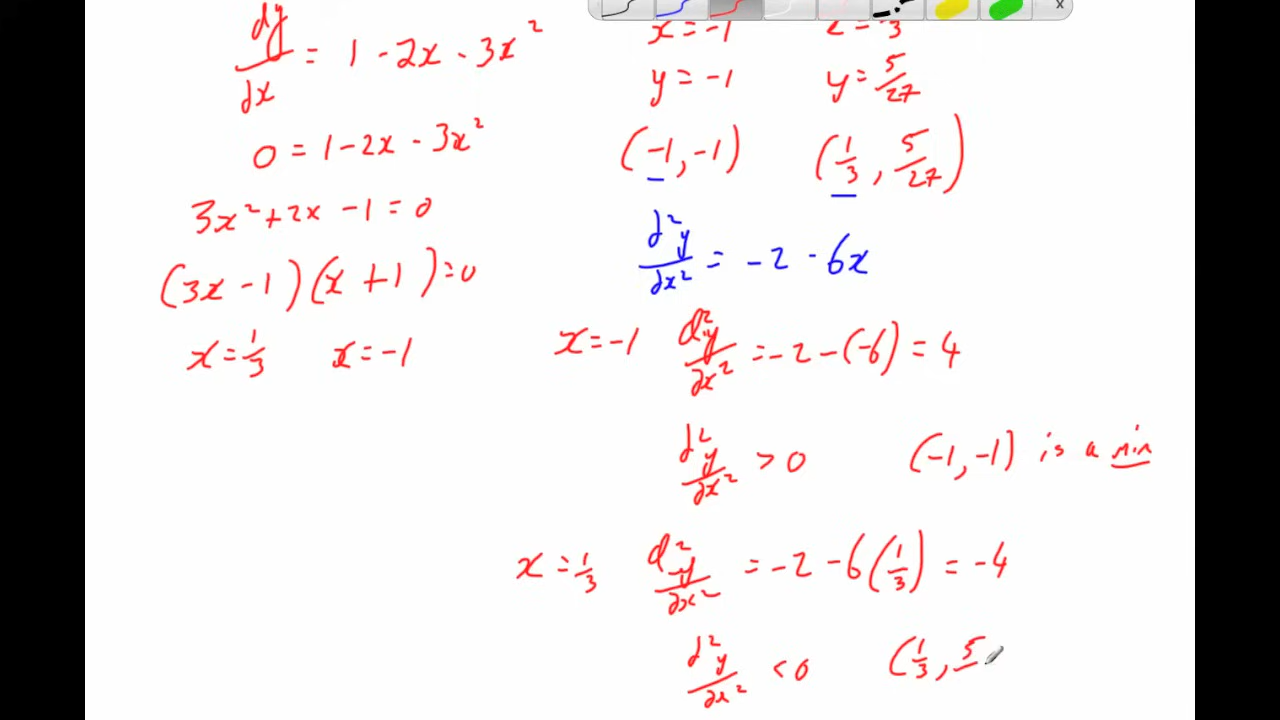 dy/dx = 1 - 2x - 3x²
0 = 1 - 2x - 3x²
3x² + 2x - 1 = 0
(3x - 1)(x + 1) = 0
x = 1/3 x = -1
x = -1
y = -1 y = 5/27
(-1, -1) (1/3, 5/27)
d²y/dx² = -2 - 6x
x = -1 d²y/dx² = -2 - (-6) = 4
d²y/dx² > 0 (-1, -1) is a min
x = 1/3 d²y/dx² = -2 - 6(1/3) = -4
d²y/dx² < 0 (1/3, 5